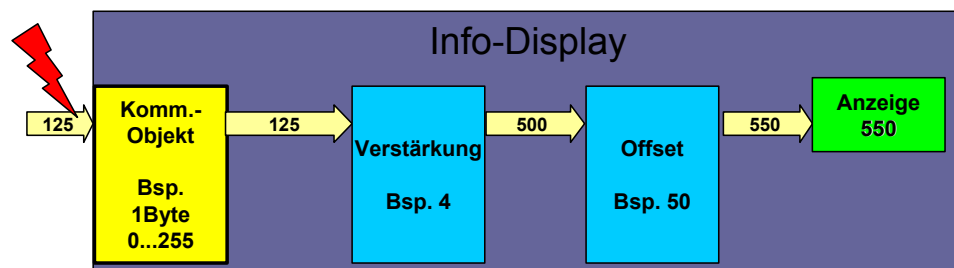 Info-Display
125
Komm.-
Objekt
Bsp.
1Byte
0...255
125
Verstärkung
Bsp. 4
500
Offset
Bsp. 50
550
Anzeige
550